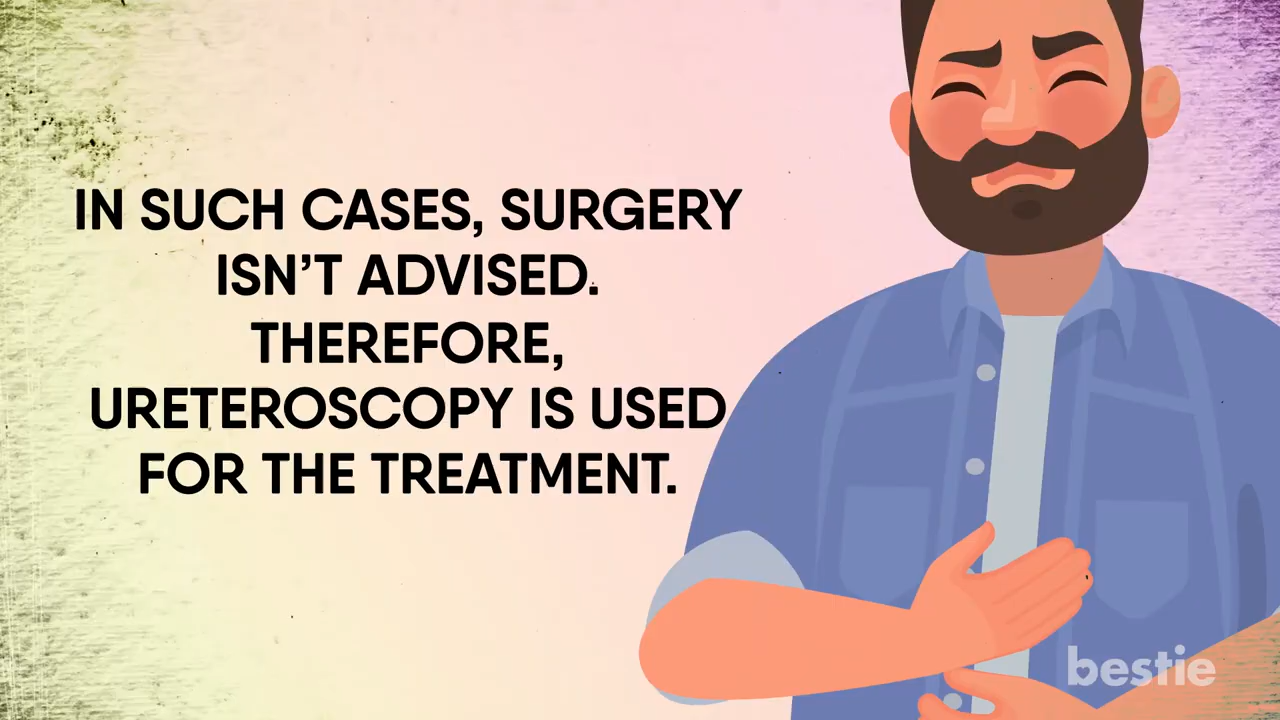 IN SUCH CASES, SURGERY
ISN'T ADVISED.
THEREFORE,
URETEROSCOPY IS USED
FOR THE TREATMENT.
bestie